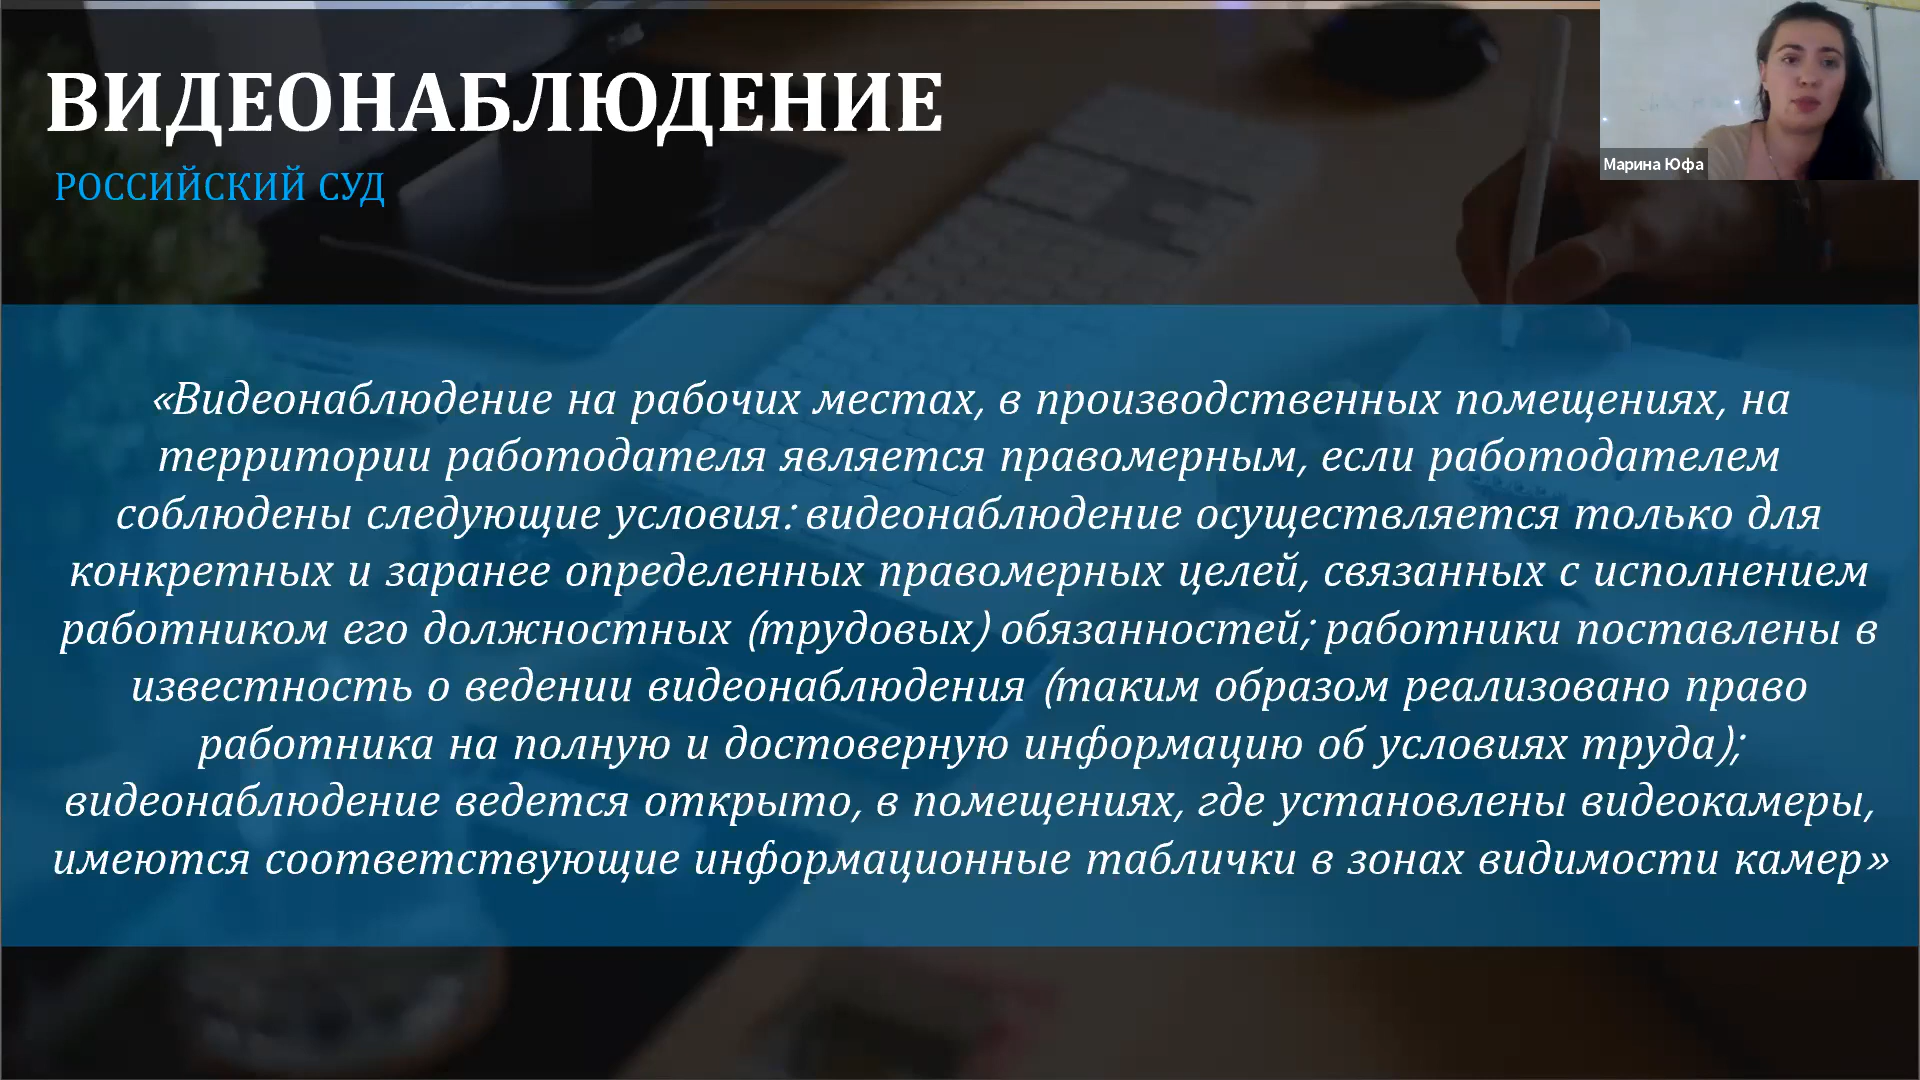 ВИДЕОНАБЛЮДЕНИЕ
РОССИЙСКИЙ СУД
Марина Юфа
«Видеонаблюдение на рабочих местах, в производственных помещениях, на
территории работодателя является правомерным, если работодателем
соблюдены следующие условия: видеонаблюдение осуществляется только для
конкретных и заранее определенных правомерных целей, связанных с исполнением
работником его должностных (трудовых) обязанностей; работники поставлены в
известность о ведении видеонаблюдения (таким образом реализовано право
работника на полную и достоверную информацию об условиях труда);
видеонаблюдение ведется открыто, в помещениях, где установлены видеокамеры,
имеются соответствующие информационные таблички в зонах видимости камер»